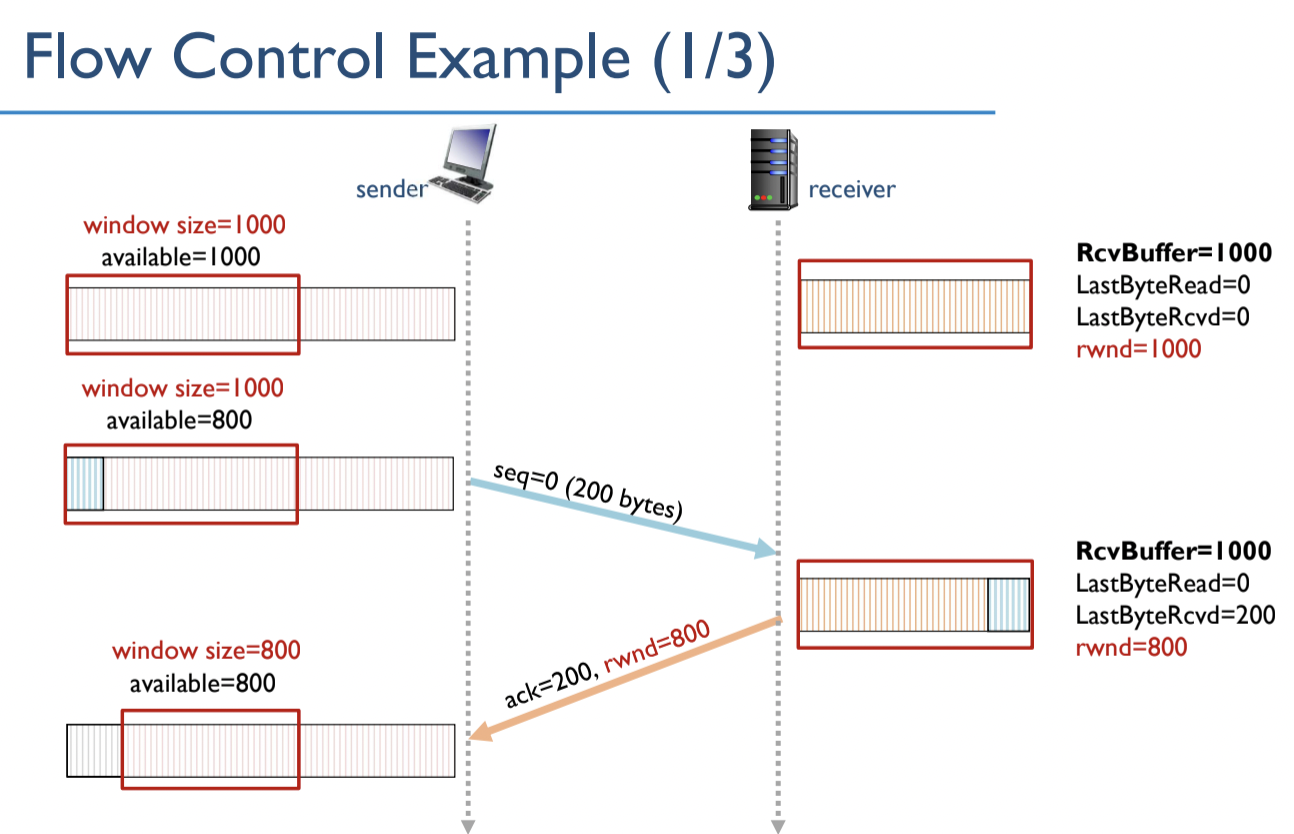 Flow Control Example (1/3)
sender
receiver
window size=1000
available=1000
RcvBuffer=1000
LastByteRead=0
LastByteRcvd=0
rwnd=1000
window size=1000
available=800
seq=0 (200 bytes)
RcvBuffer=1000
LastByteRead=0
LastByteRcvd=200
rwnd=800
ack=200, rwnd=800
window size=800
available=800